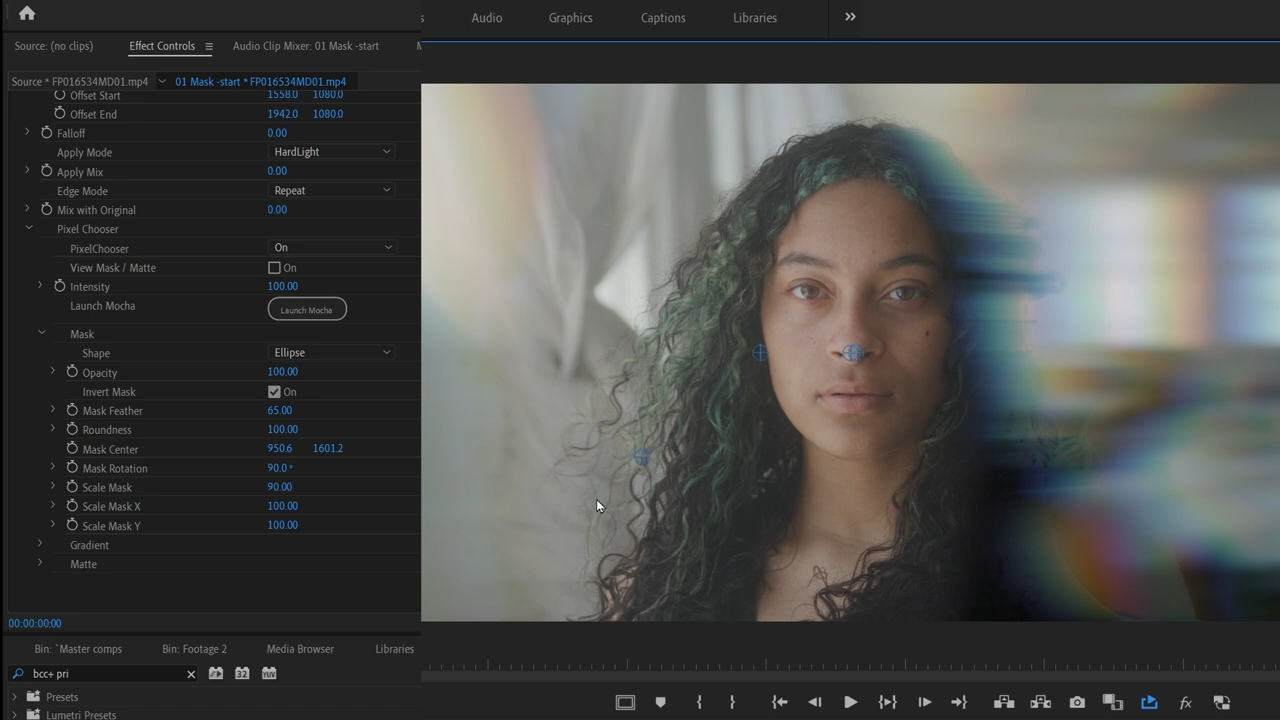 Audio
Graphics
Captions
Libraries
Source: (no clips)
Effect Controls
Audio Clip Mixer: 01 Mask -start
Source * FP016534MD01.mp4
01 Mask -start * FP016534MD01.mp4
Offset Start 1558.0 1080.0
Offset End 1942.0 1080.0
Falloff 0.00
Apply Mode HardLight
Apply Mix 0.00
Edge Mode Repeat
Mix with Original 0.00
Pixel Chooser
PixelChooser On
View Mask / Matte On
Intensity 100.00
Launch Mocha Launch Mocha
Mask
Shape Ellipse
Opacity 100.00
Invert Mask On
Mask Feather 65.00
Roundness 100.00
Mask Center 950.6 1601.2
Mask Rotation 90.0 °
Scale Mask 90.00
Scale Mask X 100.00
Scale Mask Y 100.00
Gradient
Matte
00:00:00:00
Bin: `Master comps
Bin: Footage 2
Media Browser
Libraries
bcc+ pri
32
YUV
Presets
Lumetri Presets
fx